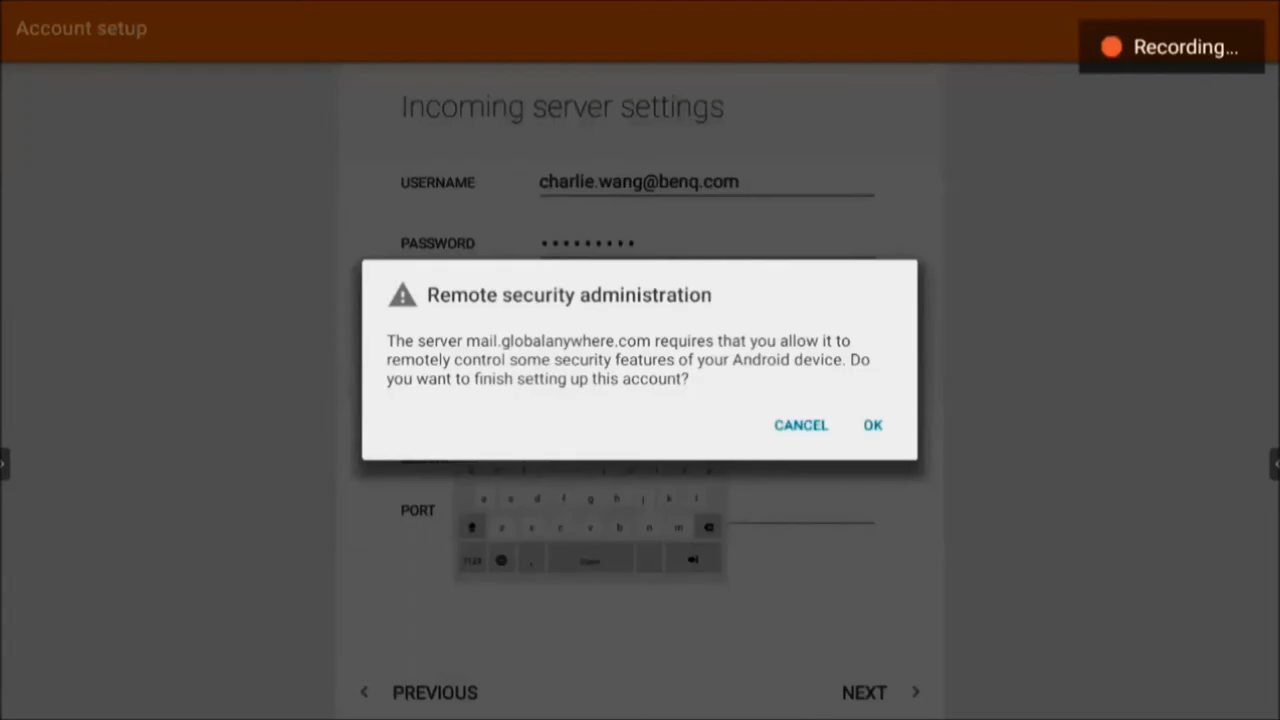 Account setup
Recording...
Incoming server settings
USERNAME charlie.wang@benq.com
PASSWORD •••••••••
Remote security administration
The server mail.globalanywhere.com requires that you allow it to
remotely control some security features of your Android device. Do
you want to finish setting up this account?
CANCEL OK
PORT
z c v b n m
PREVIOUS NEXT